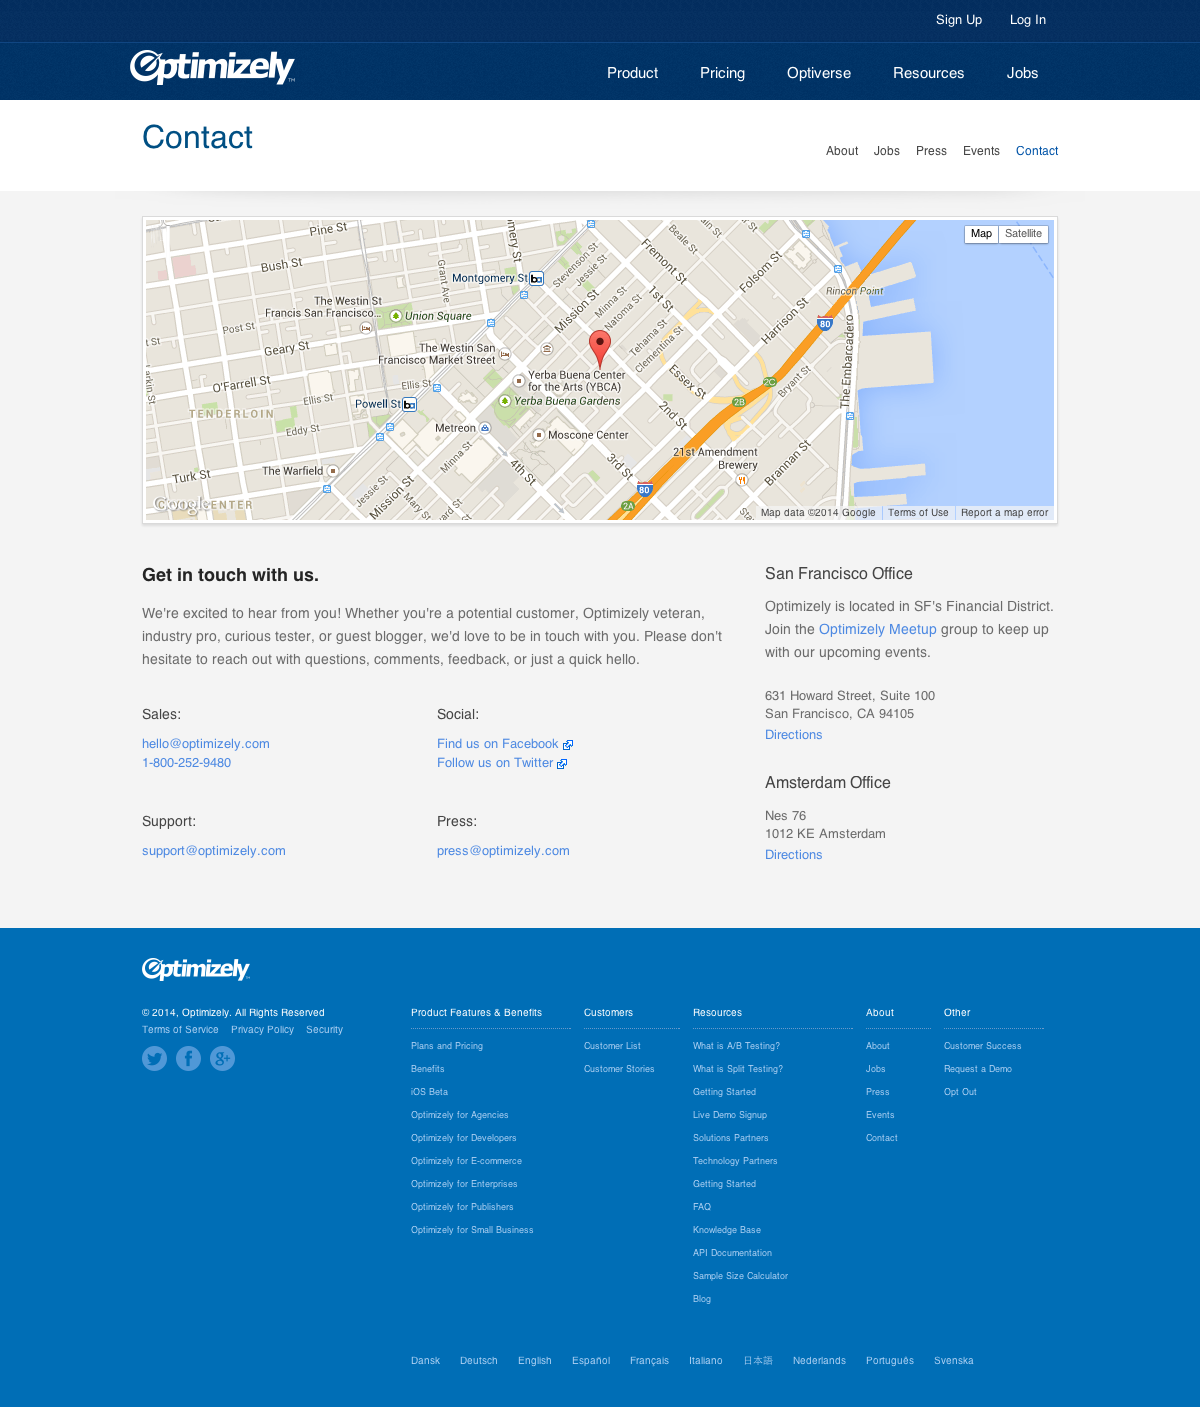 Sign Up Log In
Optimizely
Product Pricing Optiverse Resources Jobs
Contact
About Jobs Press Events Contact
Pine St
Bush St
Post St
Geary St
O'Farrell St
Ellis St
Ellis St
Eddy St
Turk St
TENDERLOIN
Grant Ave
Montgomery St
The Westin St
Francis San Francisco...
Union Square
The Westin San
Francisco Market Street
Powell St
Metreon
The Warfield
Yerba Buena Center
for the Arts (YBCA)
Yerba Buena Gardens
Moscone Center
Stevenson St
Jessie St
Mission St
Minna St
Natoma St
Tehama St
Clementina St
Fremont St
Beale St
Main St
1st St
Folsom St
Harrison St
Essex St
2nd St
3rd St
4th St
Bryant St
Brannan St
21st Amendment
Brewery
Jessie St
Mission St
Minna St
Mary St
The Embarcadero
Rincon Point
80
80
2C
2B
2A
Map Satellite
Google
Map data ©2014 Google Terms of Use Report a map error
Get in touch with us.
We're excited to hear from you! Whether you're a potential customer, Optimizely veteran,
industry pro, curious tester, or guest blogger, we'd love to be in touch with you. Please don't
hesitate to reach out with questions, comments, feedback, or just a quick hello.
Sales:
hello@optimizely.com
1-800-252-9480
Social:
Find us on Facebook
Follow us on Twitter
Support:
support@optimizely.com
Press:
press@optimizely.com
San Francisco Office
Optimizely is located in SF's Financial District.
Join the Optimizely Meetup group to keep up
with our upcoming events.
631 Howard Street, Suite 100
San Francisco, CA 94105
Directions
Amsterdam Office
Nes 76
1012 KE Amsterdam
Directions
Optimizely
© 2014, Optimizely. All Rights Reserved
Terms of Service Privacy Policy Security
Product Features & Benefits
Plans and Pricing
Benefits
iOS Beta
Optimizely for Agencies
Optimizely for Developers
Optimizely for E-commerce
Optimizely for Enterprises
Optimizely for Publishers
Optimizely for Small Business
Customers
Customer List
Customer Stories
Resources
What is A/B Testing?
What is Split Testing?
Getting Started
Live Demo Signup
Solutions Partners
Technology Partners
Getting Started
FAQ
Knowledge Base
API Documentation
Sample Size Calculator
Blog
About
About
Jobs
Press
Events
Contact
Other
Customer Success
Request a Demo
Opt Out
Dansk Deutsch English Español Français Italiano 日本語 Nederlands Português Svenska